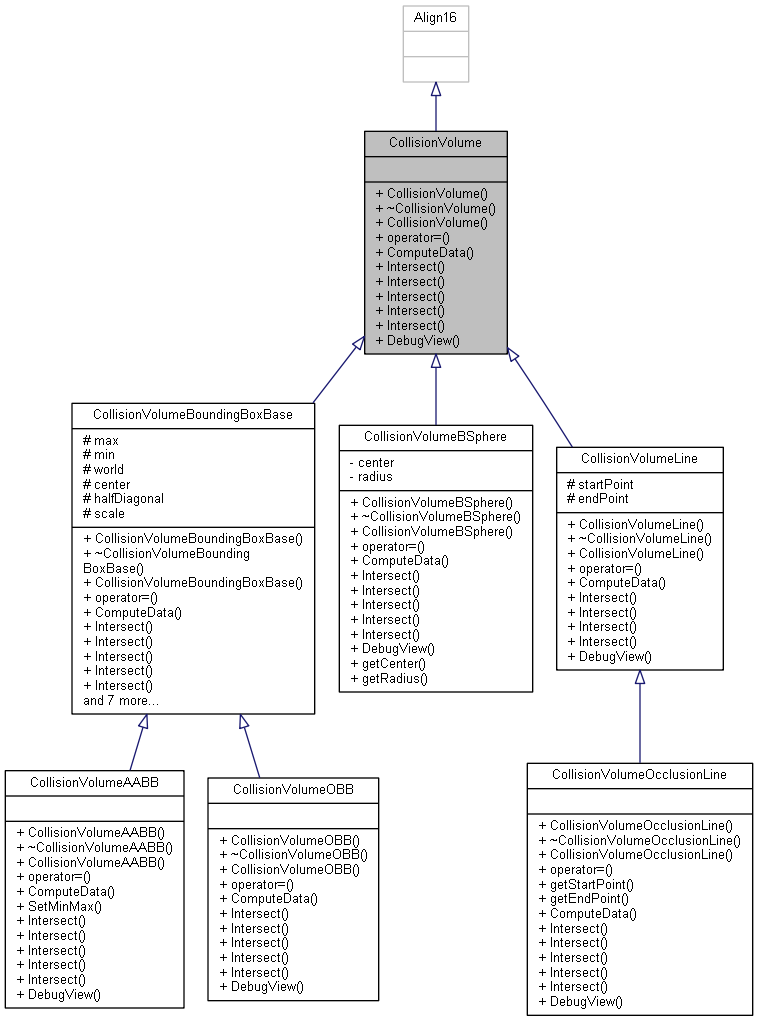 Align16
CollisionVolume
+ CollisionVolume()
+ ~CollisionVolume()
+ CollisionVolume()
+ operator=()
+ ComputeData()
+ Intersect()
+ Intersect()
+ Intersect()
+ Intersect()
+ Intersect()
+ DebugView()
CollisionVolumeBoundingBoxBase
# max
# min
# world
# center
# halfDiagonal
# scale
+ CollisionVolumeBoundingBoxBase()
+ ~CollisionVolumeBounding
BoxBase()
+ CollisionVolumeBoundingBoxBase()
+ operator=()
+ ComputeData()
+ Intersect()
+ Intersect()
+ Intersect()
+ Intersect()
+ Intersect()
and 7 more...
CollisionVolumeBSphere
- center
- radius
+ CollisionVolumeBSphere()
+ ~CollisionVolumeBSphere()
+ CollisionVolumeBSphere()
+ operator=()
+ ComputeData()
+ Intersect()
+ Intersect()
+ Intersect()
+ Intersect()
+ Intersect()
+ DebugView()
+ getCenter()
+ getRadius()
CollisionVolumeLine
# startPoint
# endPoint
+ CollisionVolumeLine()
+ ~CollisionVolumeLine()
+ CollisionVolumeLine()
+ operator=()
+ ComputeData()
+ Intersect()
+ Intersect()
+ Intersect()
+ Intersect()
+ DebugView()
CollisionVolumeAABB
+ CollisionVolumeAABB()
+ ~CollisionVolumeAABB()
+ CollisionVolumeAABB()
+ operator=()
+ ComputeData()
+ SetMinMax()
+ Intersect()
+ Intersect()
+ Intersect()
+ Intersect()
+ Intersect()
+ DebugView()
CollisionVolumeOBB
+ CollisionVolumeOBB()
+ ~CollisionVolumeOBB()
+ CollisionVolumeOBB()
+ operator=()
+ ComputeData()
+ Intersect()
+ Intersect()
+ Intersect()
+ Intersect()
+ Intersect()
+ DebugView()
CollisionVolumeOcclusionLine
+ CollisionVolumeOcclusionLine()
+ ~CollisionVolumeOcclusionLine()
+ CollisionVolumeOcclusionLine()
+ operator=()
+ getStartPoint()
+ getEndPoint()
+ ComputeData()
+ Intersect()
+ Intersect()
+ Intersect()
+ Intersect()
+ Intersect()
+ DebugView()